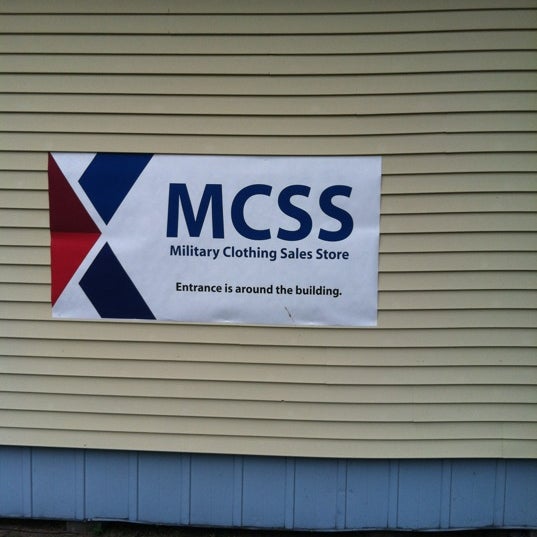 MCSS
Military Clothing Sales Store
Entrance is around the building.